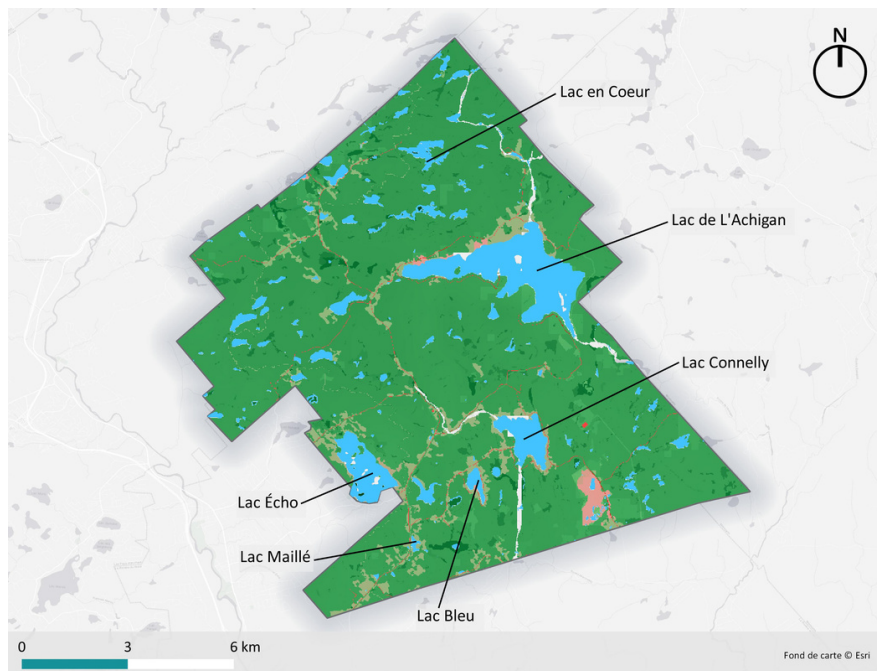 N
Lac en Coeur
Lac de L'Achigan
Lac Connelly
Lac Écho
Lac Maillé
Lac Bleu
0 3 6 km
Fond de carte © Esri